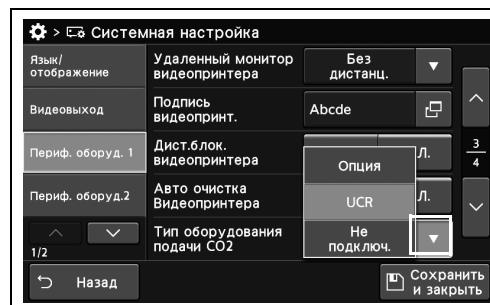 > Системная настройка
Язык/
отображение
Видеовыход
Периф. оборуд. 1
Периф. оборуд.2
1/2
Удаленный монитор
видеопринтера
Без
дистанц.
Подпись
видеопринт.
Abcde
Дист.блок.
видеопринтера
Л.
Авто очистка
Видеопринтера
Л.
Тип оборудования
подачи CO2
Опция
UCR
Не
подключ.
3
4
Назад
Сохранить
и закрыть